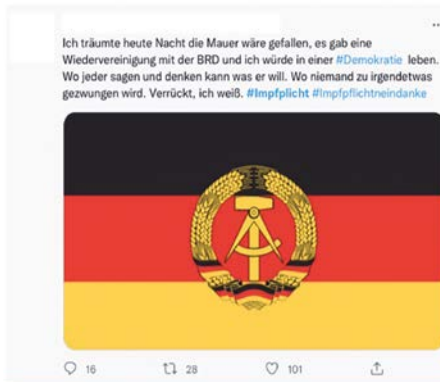 Ich träumte heute Nacht die Mauer wäre gefallen, es gab eine
Wiedervereinigung mit der BRD und ich würde in einer #Demokratie leben.
Wo jeder sagen und denken kann was er will. Wo niemand zu irgendetwas
gezwungen wird. Verrückt, ich weiß. #Impfplicht #Impfpflichtneindanke
16 28 101